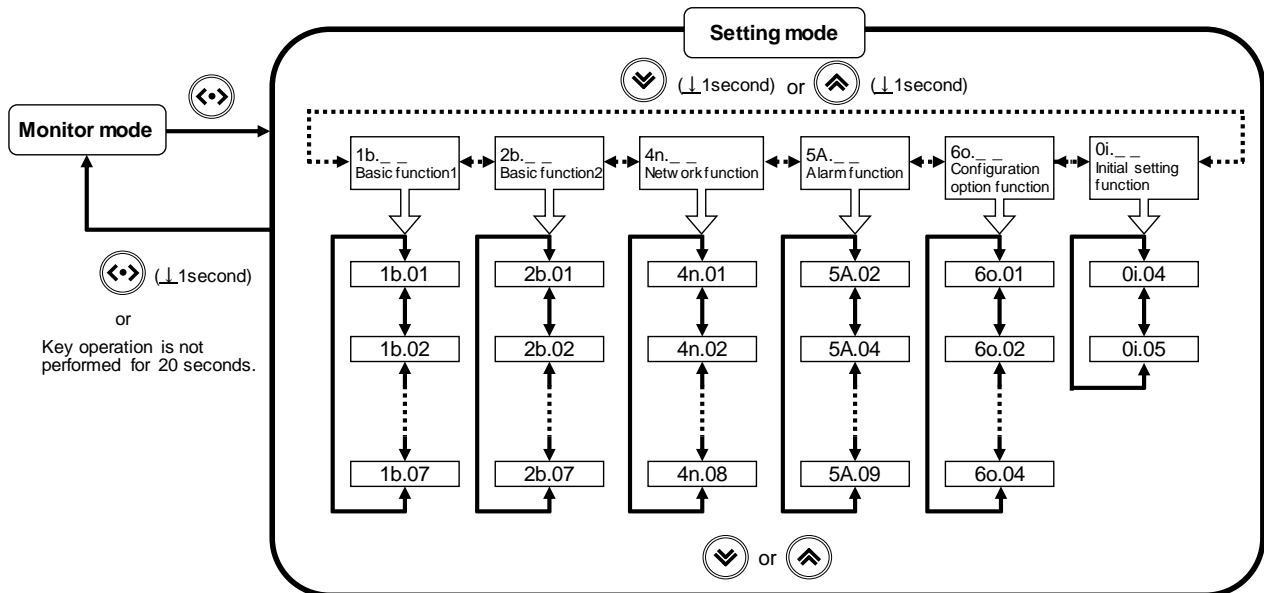 Setting mode
(↓1second) or (↓1second)
Monitor mode
1b._ _
Basic function1
2b._ _
Basic function2
4n._ _
Network function
5A._ _
Alarm function
6o._ _
Configuration
option function
0i._ _
Initial setting
function
(↓1second)
or
Key operation is not
performed for 20 seconds.
1b.01
2b.01
4n.01
5A.02
6o.01
0i.04
1b.02
2b.02
4n.02
5A.04
6o.02
0i.05
1b.07
2b.07
4n.08
5A.09
6o.04
or